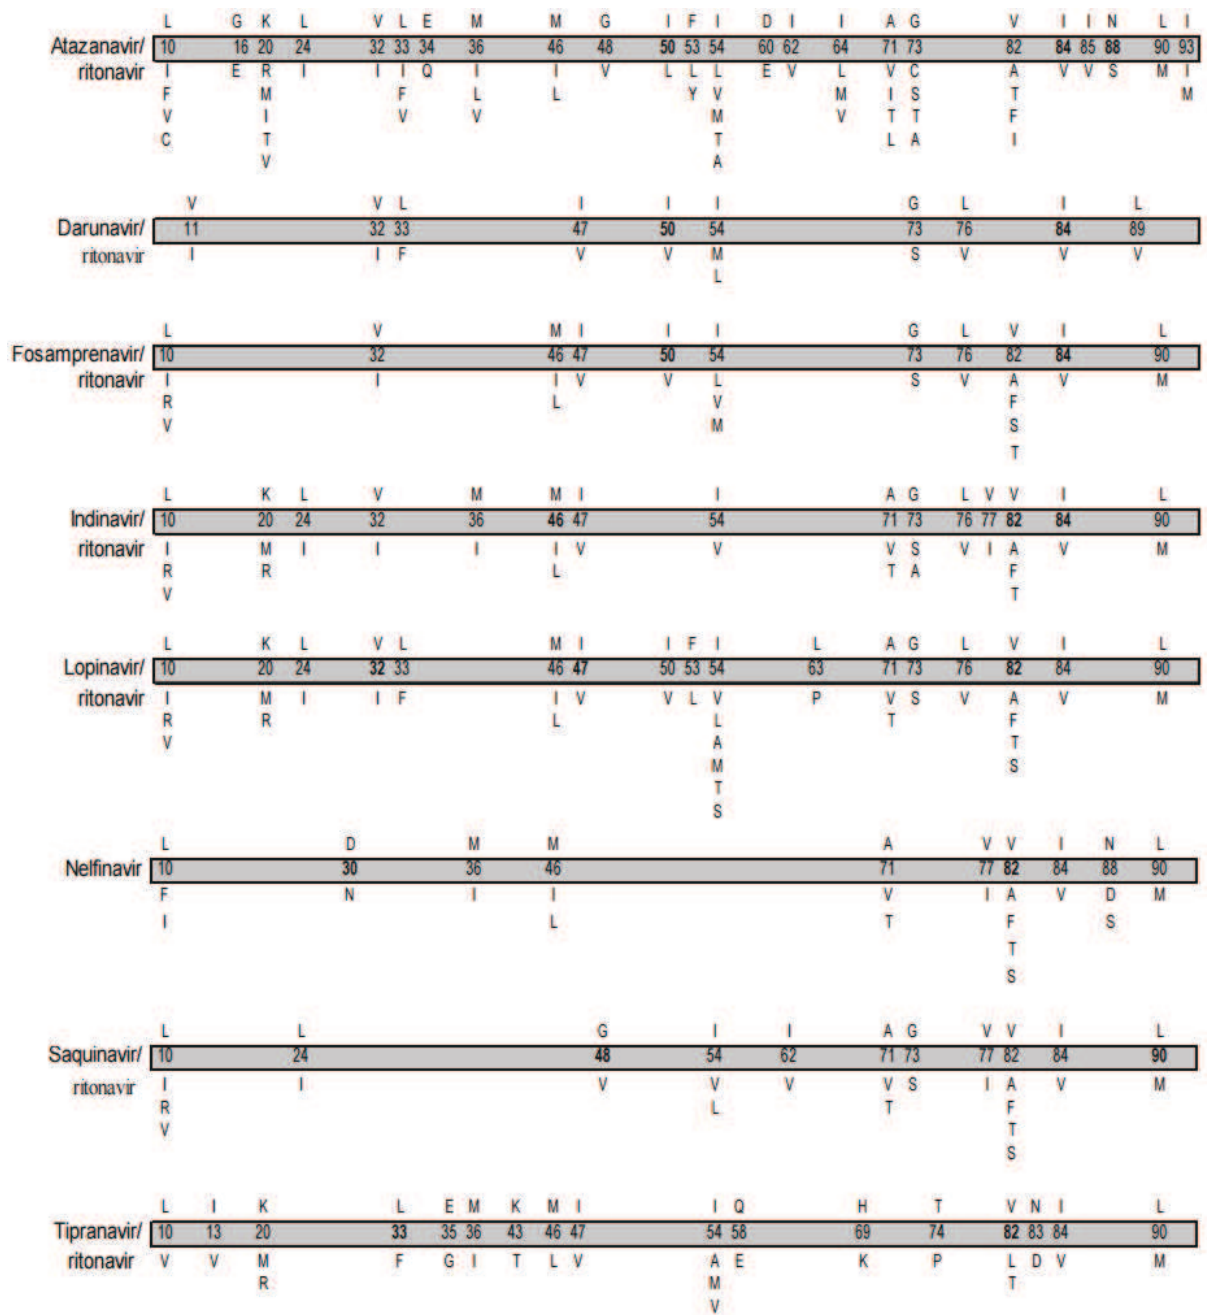 L G K L V L E M M G I F I D I I A G V I I N L I
Atazanavir/ 10 16 20 24 32 33 34 36 46 48 50 53 54 60 62 64 71 73 82 84 85 88 90 93
ritonavir I E R I I I Q I I V L L L E V L V C A V V S M I
F M F L L Y V M I S T M
V I V V M V T T F
C T T L A I
V A
V V L I I I G L I L
Darunavir/ 11 32 33 47 50 54 73 76 84 89
ritonavir I I F V V M S V V V
L
L V M I I I G L V I L
Fosamprenavir/ 10 32 46 47 50 54 73 76 82 84 90
ritonavir I I I V V L S V A V M
R L V F
V M S
T
L K L V M M I I A G L V V I L
Indinavir/ 10 20 24 32 36 46 47 54 71 73 76 77 82 84 90
ritonavir I M I I I I V V V S V I A V M
R R L T A F
V T
L K L V L M I I F I L A G L V I L
Lopinavir/ 10 20 24 32 33 46 47 50 53 54 63 71 73 76 82 84 90
ritonavir I M I I F I V V L V P V S V A V M
R R L L T F
V A T
M S
T
S
L D M M A V V I N L
Nelfinavir 10 30 36 46 71 77 82 84 88 90
F N I I V I A V D M
I L T F S
T
S
L L G I I A G V V I L
Saquinavir/ 10 24 48 54 62 71 73 77 82 84 90
ritonavir I I V V V V S I A V M
R L T F
V T
S
L I K L E M K M I I Q H T V N I L
Tipranavir/ 10 13 20 33 35 36 43 46 47 54 58 69 74 82 83 84 90
ritonavir V V M F G I T L V A E K P L D V M
R M T
V